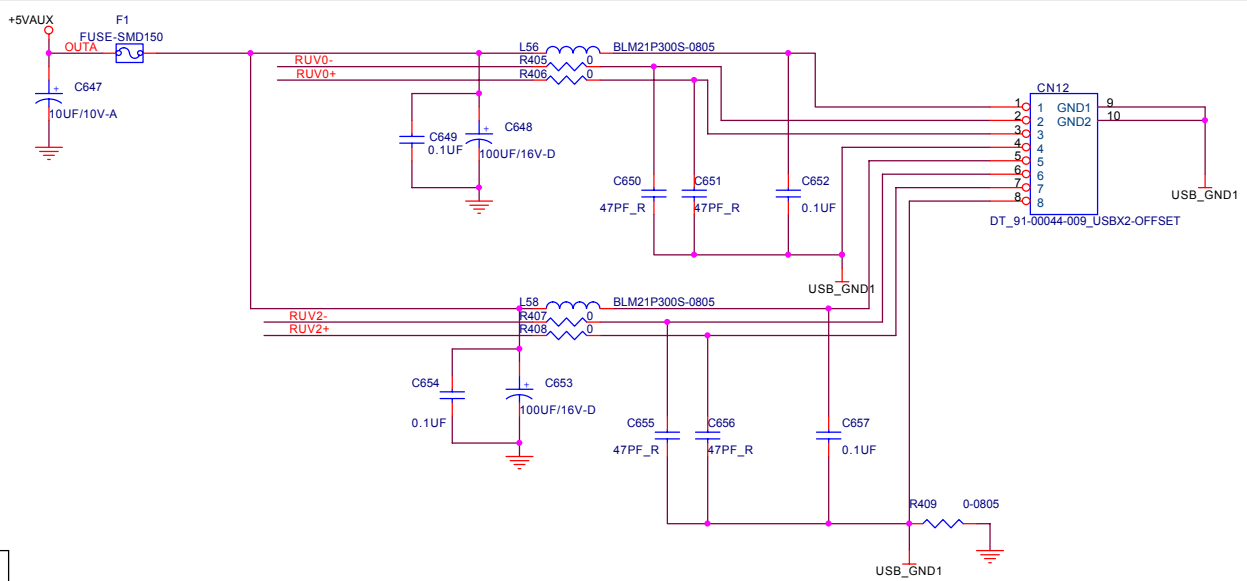 +5VAUX
F1
FUSE-SMD150
OUTA
C647
10UF/10V-A
L56
BLM21P300S-0805
RUV0-
R405
0
RUV0+
R406
0
C649
0.1UF
C648
100UF/16V-D
C650
47PF_R
C651
47PF_R
C652
0.1UF
USB_GND1
CN12
1 1 GND1 9
2 2 GND2 10
3 3
4 4
5 5
6 6
7 7
8 8
DT_91-00044-009_USBX2-OFFSET
USB_GND1
L58
BLM21P300S-0805
RUV2-
R407
0
RUV2+
R408
0
C654
0.1UF
C653
100UF/16V-D
C655
47PF_R
C656
47PF_R
C657
0.1UF
R409
0-0805
USB_GND1
+
+
+